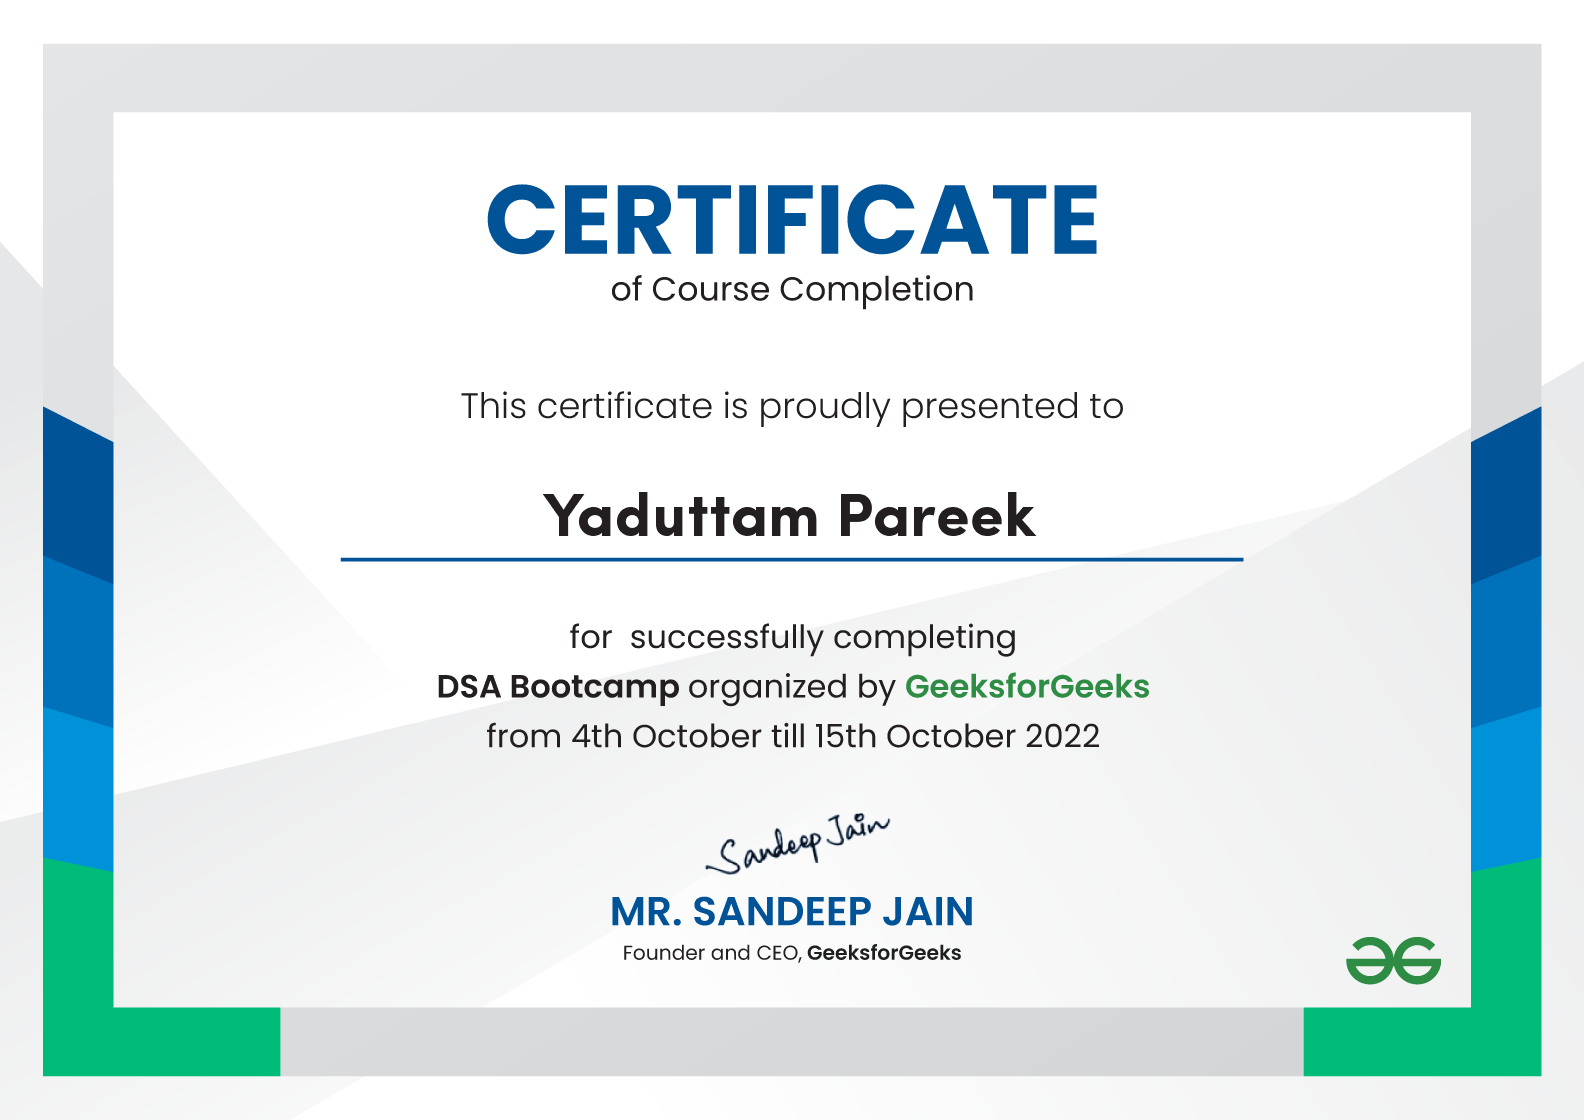 CERTIFICATE
of Course Completion
This certificate is proudly presented to
Yaduttam Pareek
for  successfully completing
DSA Bootcamp organized by GeeksforGeeks
from 4th October till 15th October 2022
Sandeep Jain
MR. SANDEEP JAIN
Founder and CEO, GeeksforGeeks